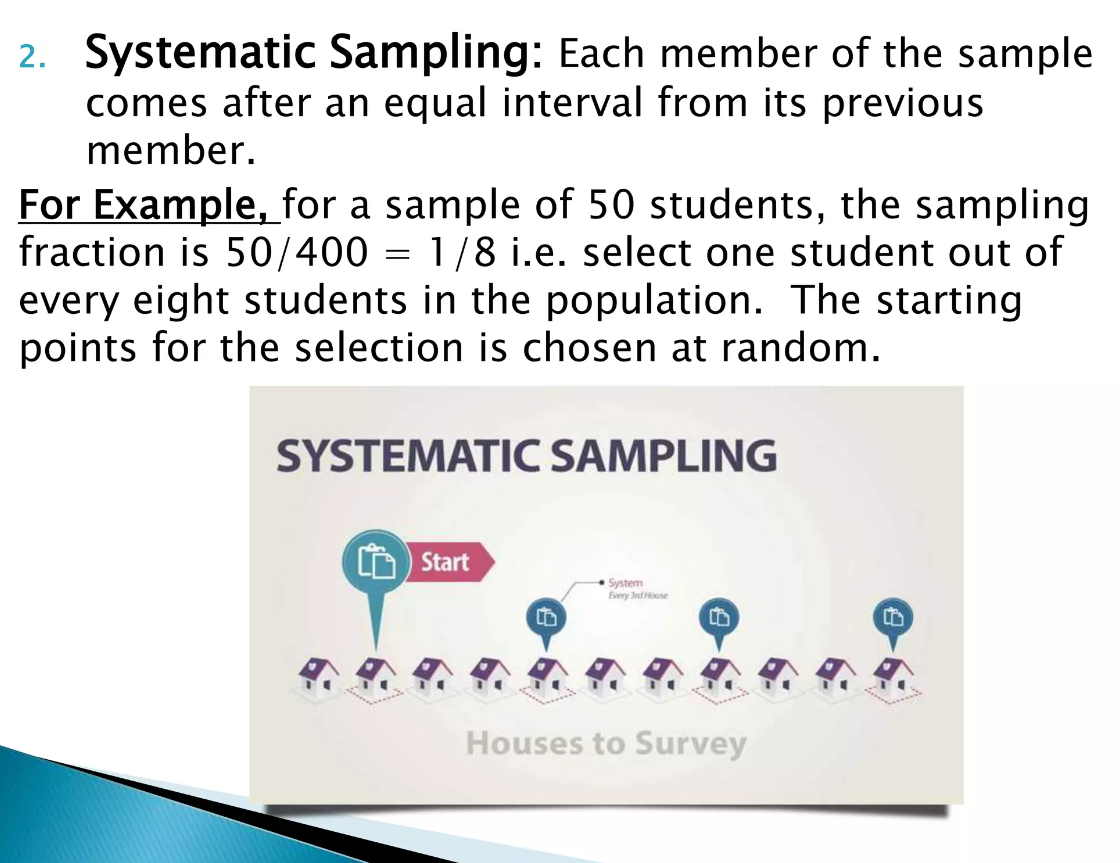 2. Systematic Sampling: Each member of the sample
comes after an equal interval from its previous
member.
For Example, for a sample of 50 students, the sampling
fraction is 50/400 = 1/8 i.e. select one student out of
every eight students in the population. The starting
points for the selection is chosen at random.
SYSTEMATIC SAMPLING
Start
System
Every 3rd House
Houses to Survey